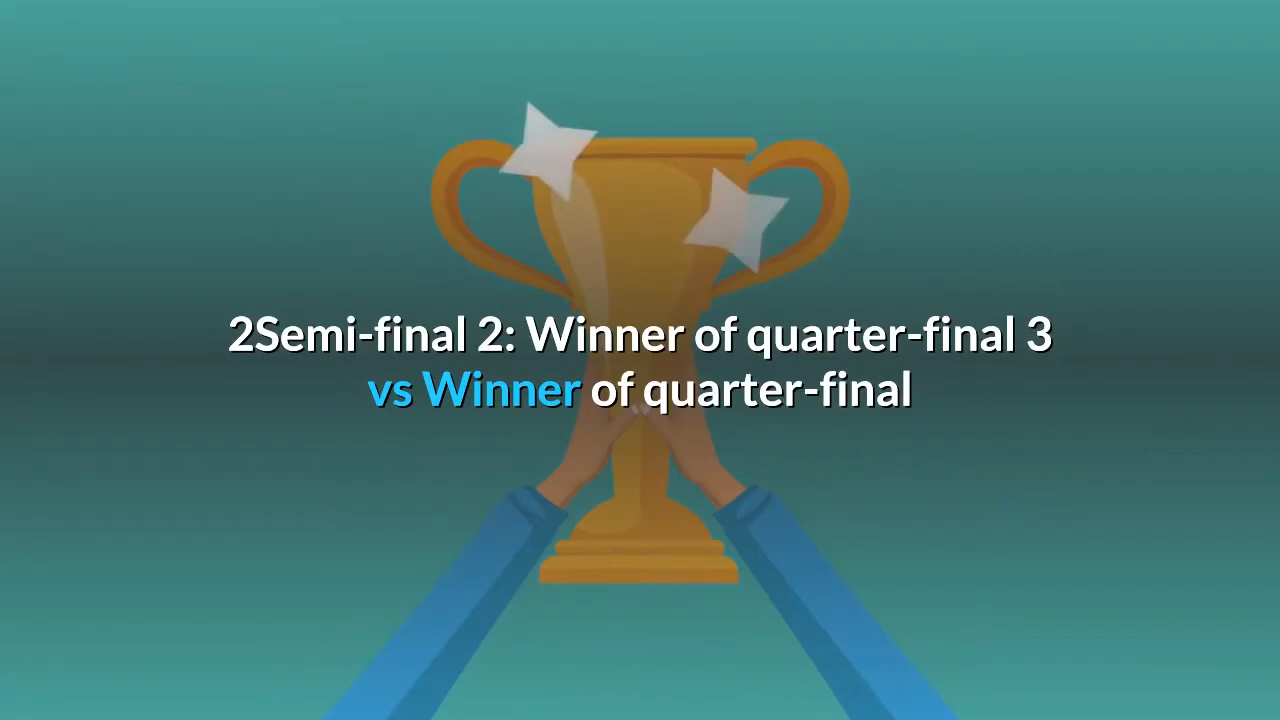 2Semi-final 2: Winner of quarter-final 3
vs Winner of quarter-final